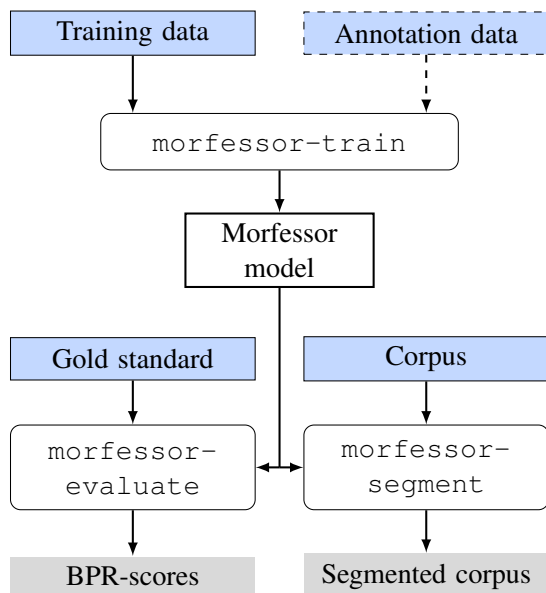 Training data
Annotation data
morfessor-train
Morfessor
model
Gold standard
Corpus
morfessor-
evaluate
morfessor-
segment
BPR-scores
Segmented corpus